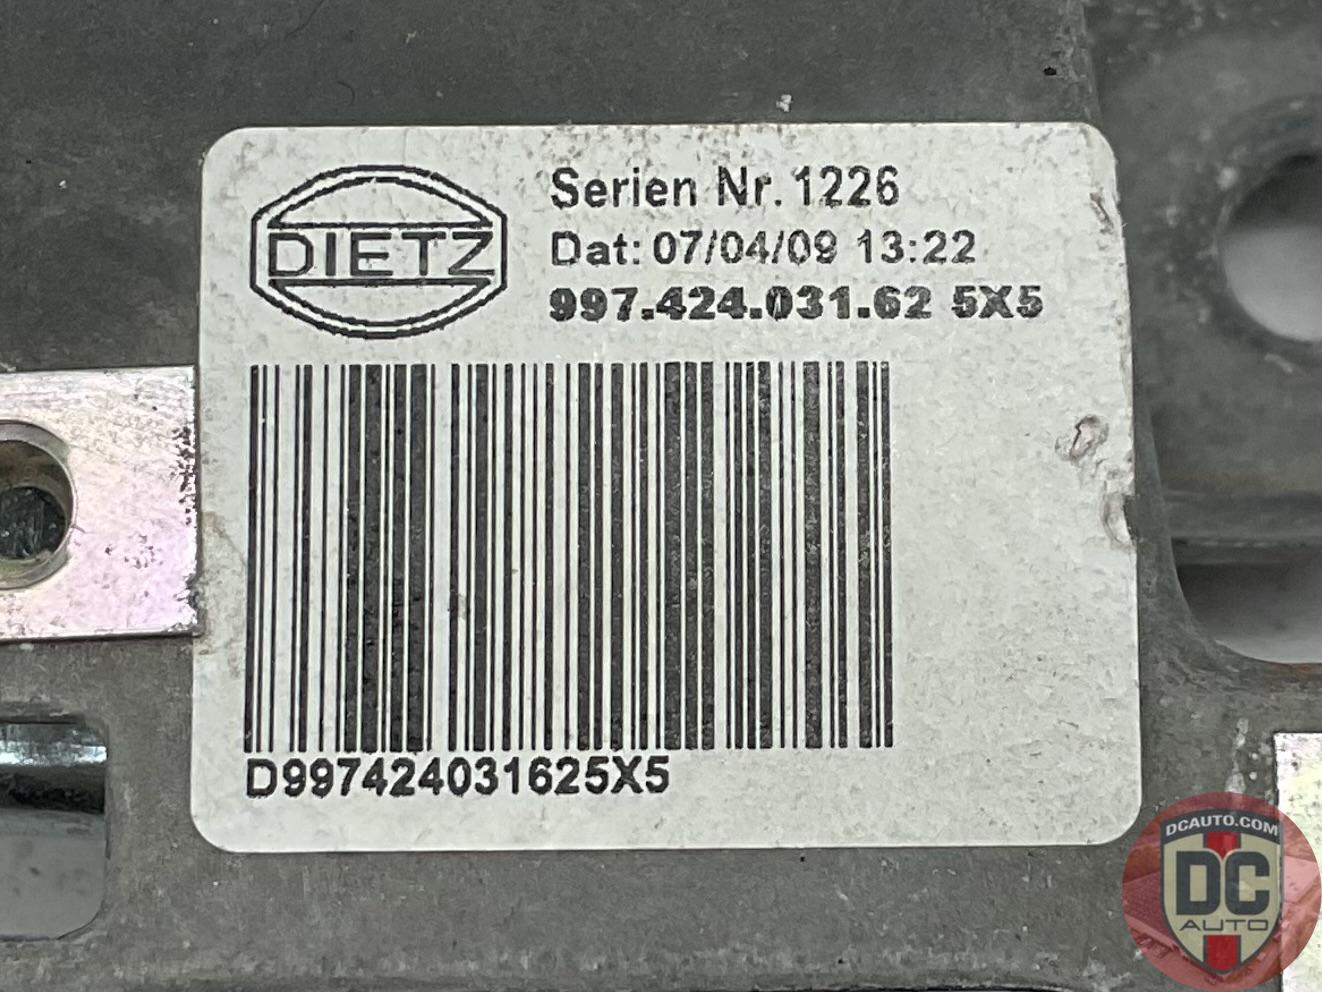 DIETZ
Serien Nr. 1226
Dat: 07/04/09 13:22
997.424.031.62 5X5
D997424031625X5
DCAUTO.COM
DC
AUTO